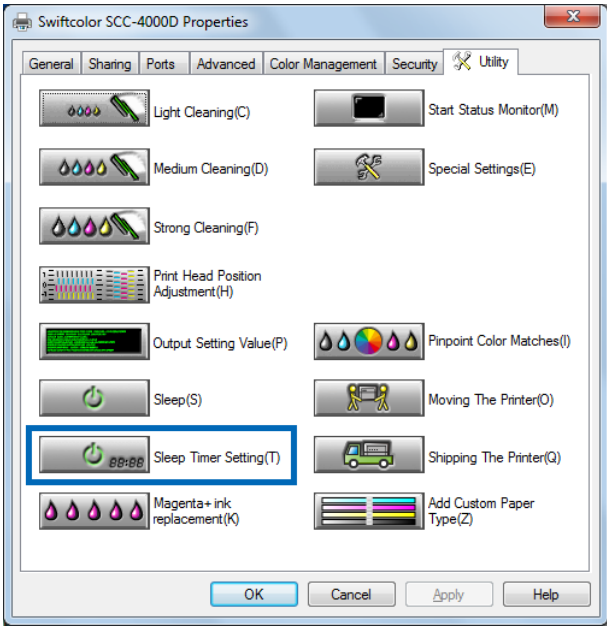 Swiftcolor SCC-4000D Properties
General Sharing Ports Advanced Color Management Security Utility
Light Cleaning(C)
Start Status Monitor(M)
Medium Cleaning(D)
Special Settings(E)
Strong Cleaning(F)
Print Head Position
Adjustment(H)
Output Setting Value(P)
Pinpoint Color Matches(I)
Sleep(S)
Moving The Printer(O)
88:88
Sleep Timer Setting(T)
Shipping The Printer(Q)
Magenta+ ink
replacement(K)
Add Custom Paper
Type(Z)
OK Cancel Apply Help